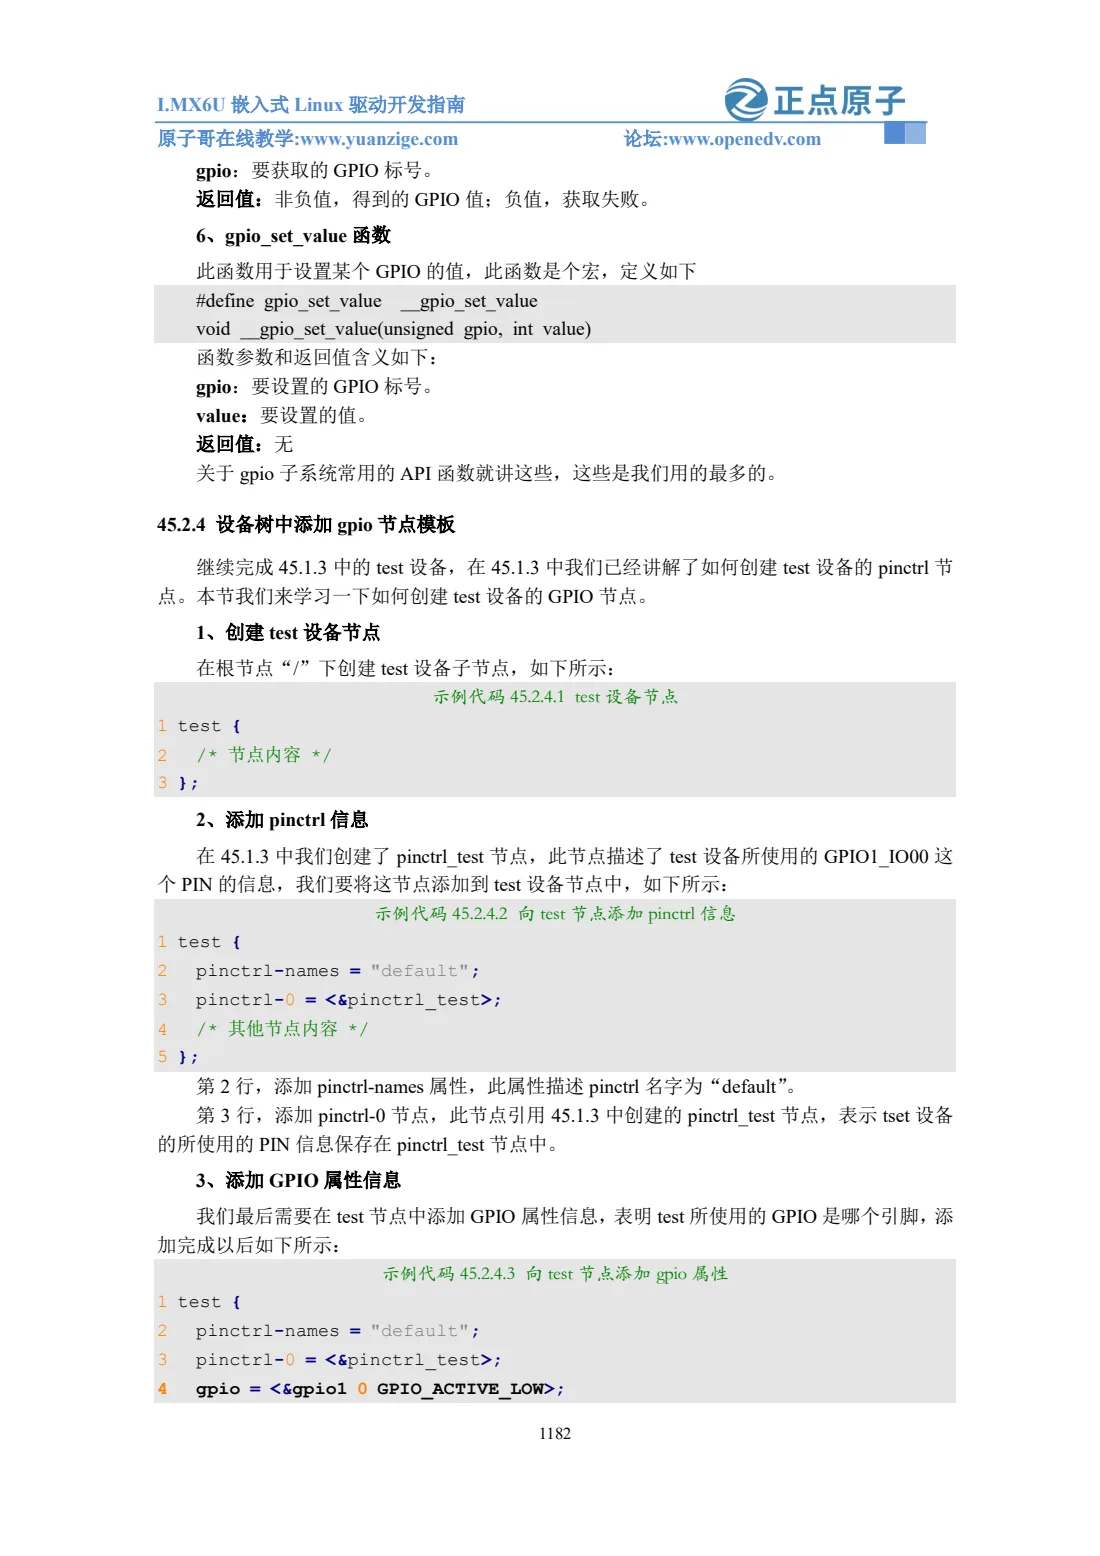 I.MX6U 嵌入式 Linux 驱动开发指南
正点原子
原子哥在线教学:www.yuanzige.com 论坛:www.openedv.com
gpio：要获取的 GPIO 标号。
返回值：非负值，得到的 GPIO 值；负值，获取失败。
6、gpio_set_value 函数
此函数用于设置某个 GPIO 的值，此函数是个宏，定义如下
#define gpio_set_value __gpio_set_value
void __gpio_set_value(unsigned gpio, int value)
函数参数和返回值含义如下：
gpio：要设置的 GPIO 标号。
value：要设置的值。
返回值：无
关于 gpio 子系统常用的 API 函数就讲这些，这些是我们用的最多的。
45.2.4 设备树中添加 gpio 节点模板
继续完成 45.1.3 中的 test 设备，在 45.1.3 中我们已经讲解了如何创建 test 设备的 pinctrl 节
点。本节我们来学习一下如何创建 test 设备的 GPIO 节点。
1、创建 test 设备节点
在根节点“/”下创建 test 设备子节点，如下所示：
示例代码 45.2.4.1 test 设备节点
1 test {
2 /* 节点内容 */
3 };
2、添加 pinctrl 信息
在 45.1.3 中我们创建了 pinctrl_test 节点，此节点描述了 test 设备所使用的 GPIO1_IO00 这
个 PIN 的信息，我们要将这节点添加到 test 设备节点中，如下所示：
示例代码 45.2.4.2 向 test 节点添加 pinctrl 信息
1 test {
2 pinctrl-names = "default";
3 pinctrl-0 = <&pinctrl_test>;
4 /* 其他节点内容 */
5 };
第 2 行，添加 pinctrl-names 属性，此属性描述 pinctrl 名字为“default”。
第 3 行，添加 pinctrl-0 节点，此节点引用 45.1.3 中创建的 pinctrl_test 节点，表示 tset 设备
的所使用的 PIN 信息保存在 pinctrl_test 节点中。
3、添加 GPIO 属性信息
我们最后需要在 test 节点中添加 GPIO 属性信息，表明 test 所使用的 GPIO 是哪个引脚，添
加完成以后如下所示：
示例代码 45.2.4.3 向 test 节点添加 gpio 属性
1 test {
2 pinctrl-names = "default";
3 pinctrl-0 = <&pinctrl_test>;
4 gpio = <&gpio1 0 GPIO_ACTIVE_LOW>;
1182